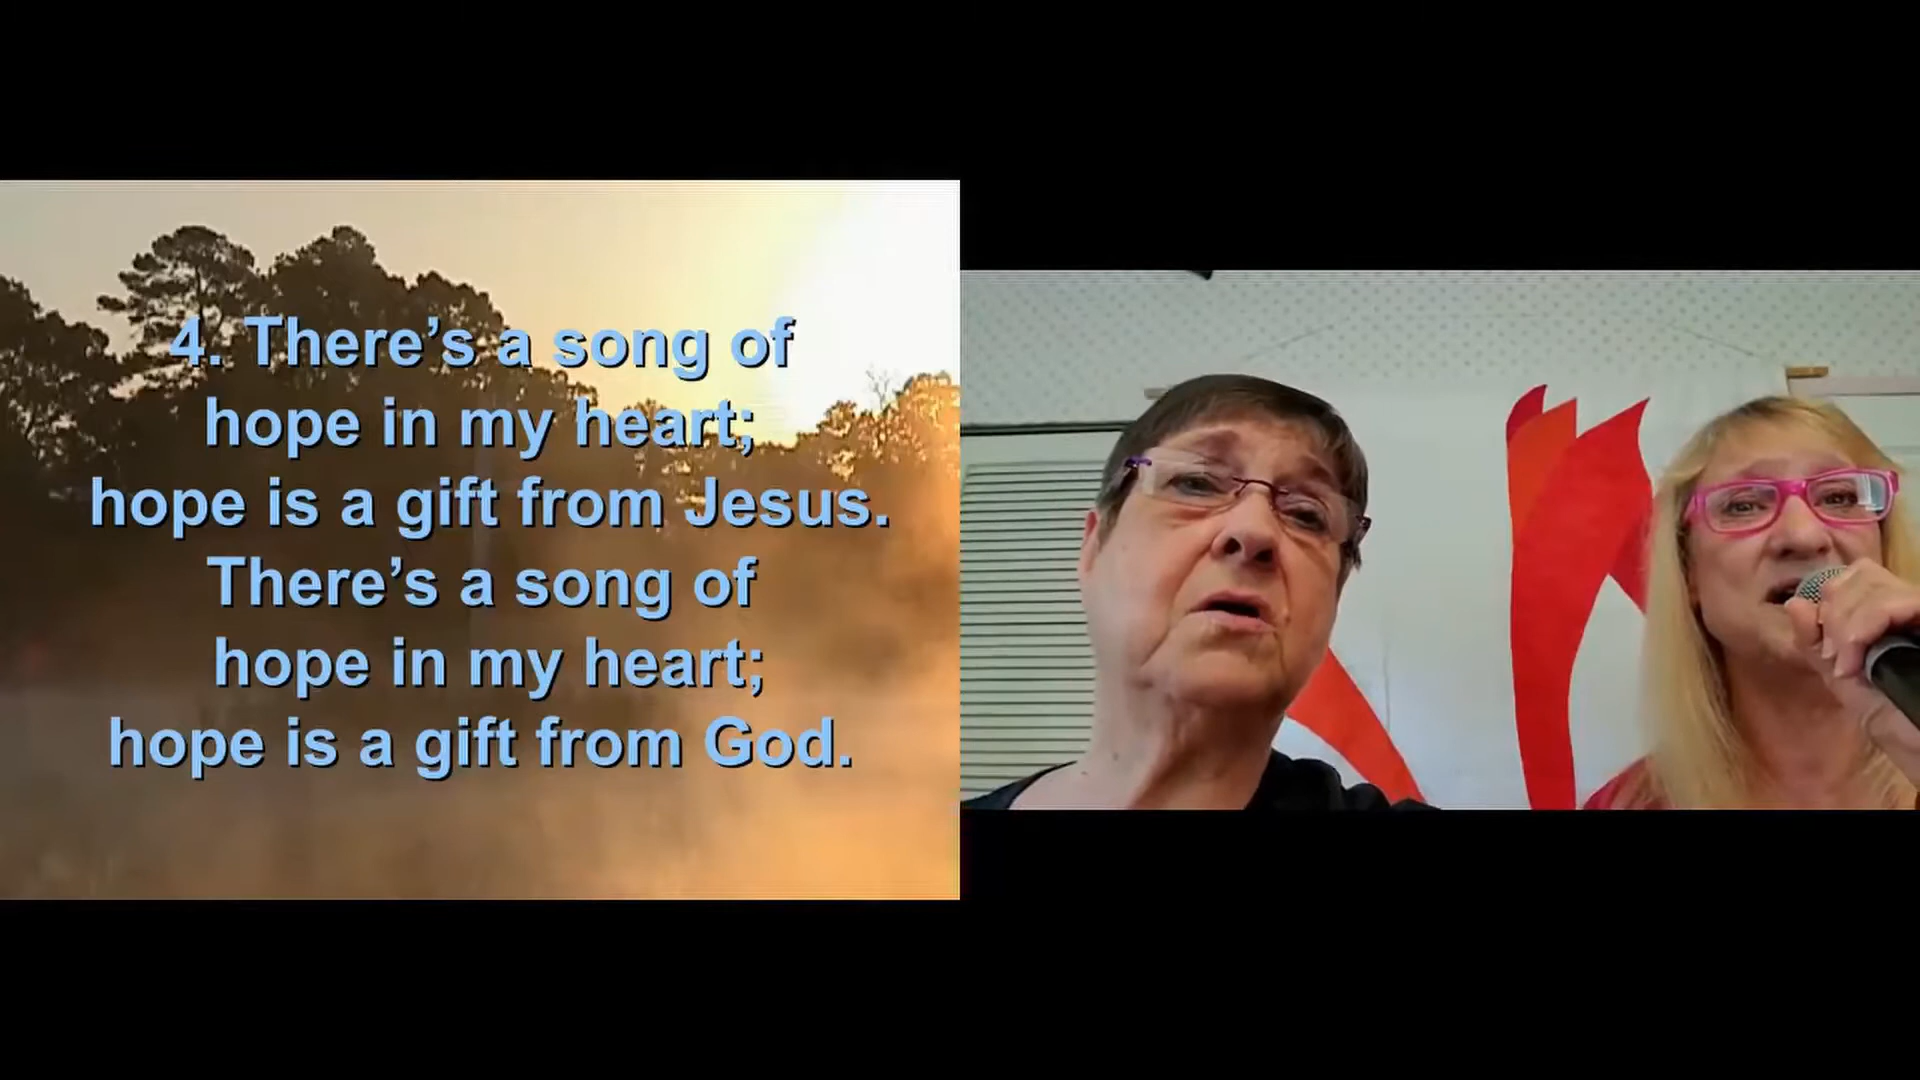 4. There’s a song of
hope in my heart;
hope is a gift from Jesus.
There’s a song of
hope in my heart;
hope is a gift from God.